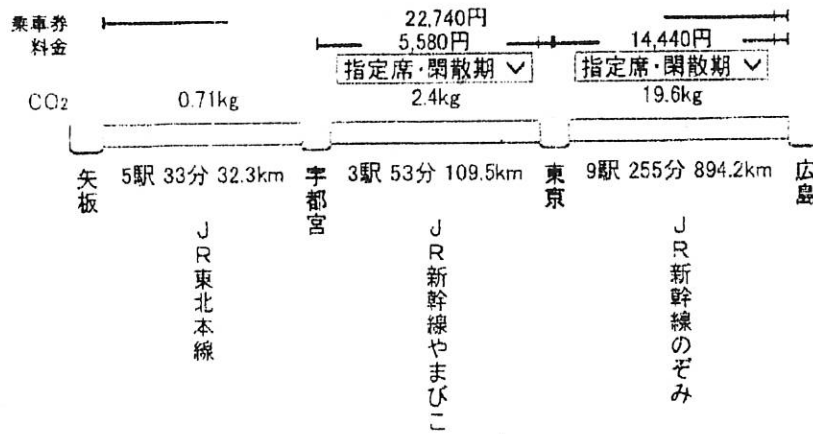 乗車券 22,740円
料金 5,580円 14,440円
指定席・閑散期 指定席・閑散期
CO2 0.71kg 2.4kg 19.6kg
矢板 5駅 33分 32.3km 宇都宮 3駅 53分 109.5km 東京 9駅 255分 894.2km 広島
JR東北本線
JR新幹線やまびこ
JR新幹線のぞみ